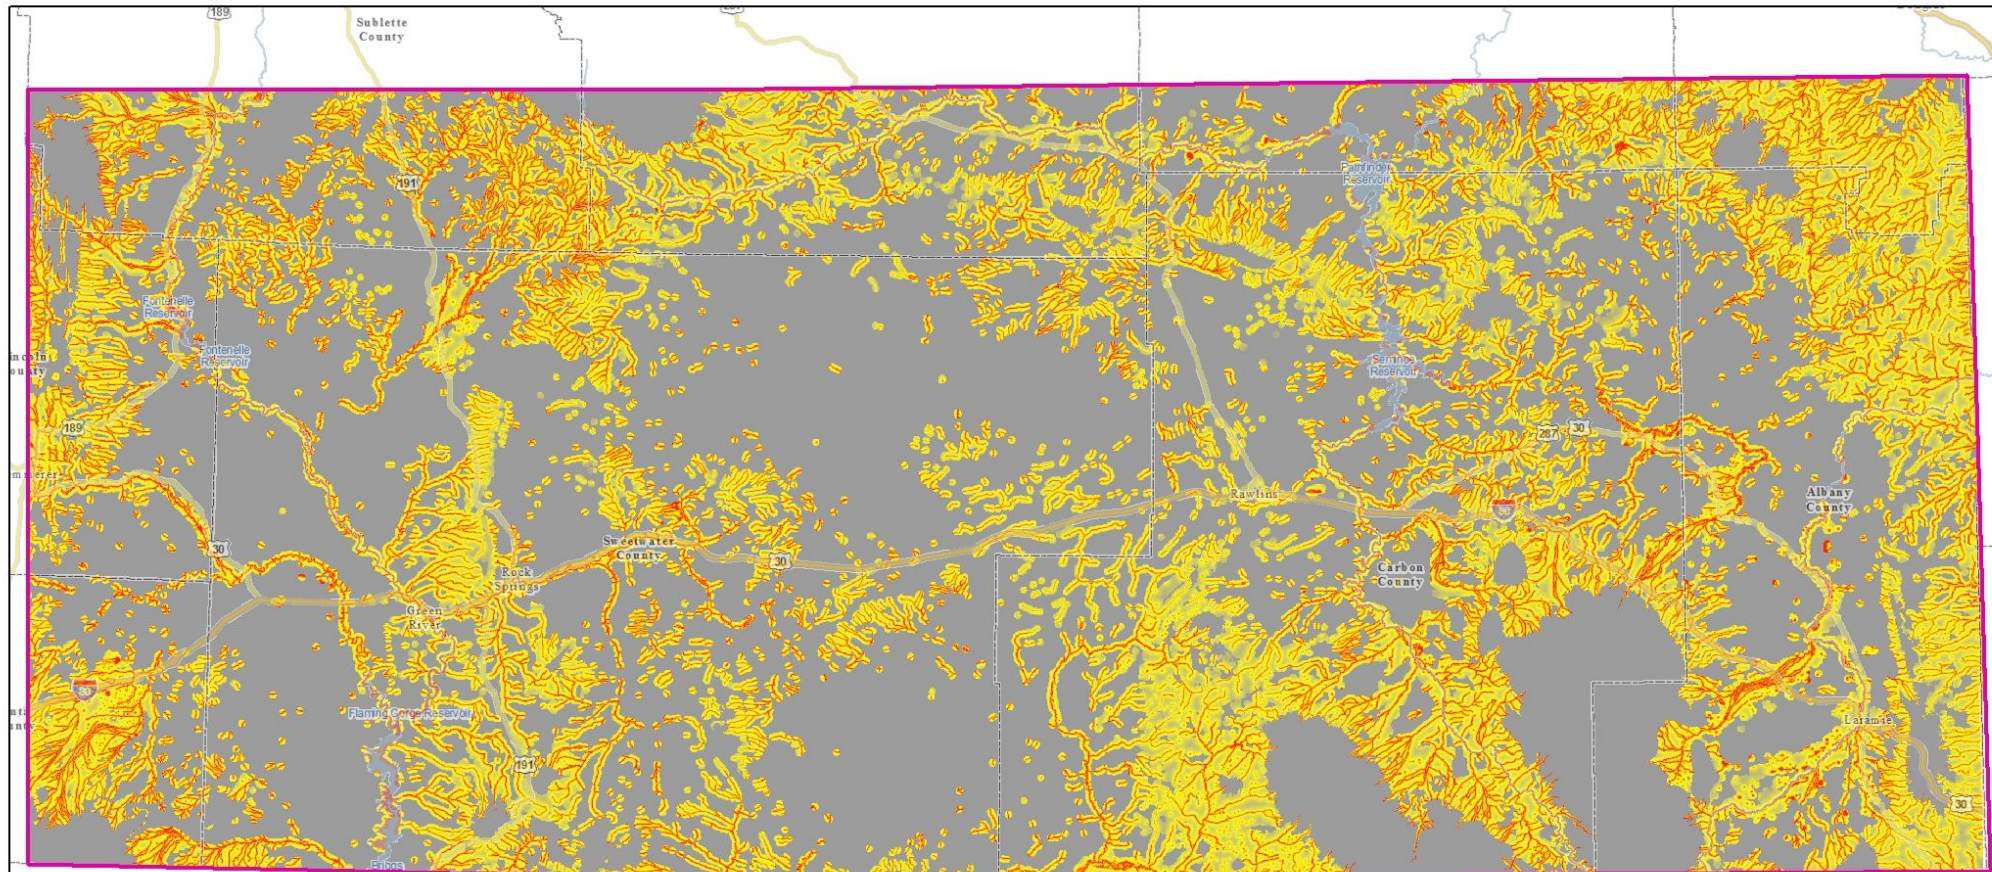 189
Sublette
County
191
Pathfinder
Reservoir
Fontenelle
Reservoir
Fontenelle
Reservoir
Seminoe
Reservoir
189
287
30
Rawlins
Albany
County
80
30
Sweetwater
County
30
Rock
Springs
Carbon
County
Green
River
80
Flaming Gorge Reservoir
Laramie
191
30